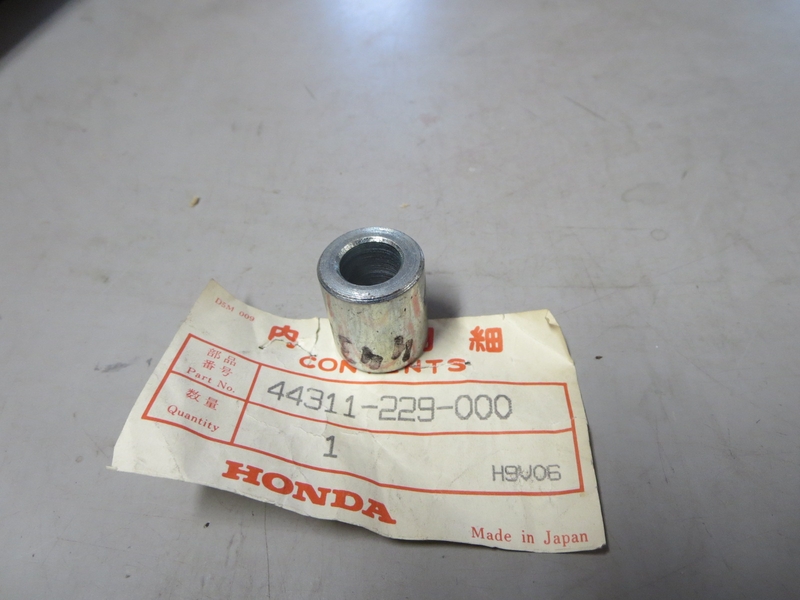 DSM 009
内 細
CONTENTS
部品番号 Part No. 44311-229-000
数量 Quantity 1
H9V06
HONDA
Made in Japan